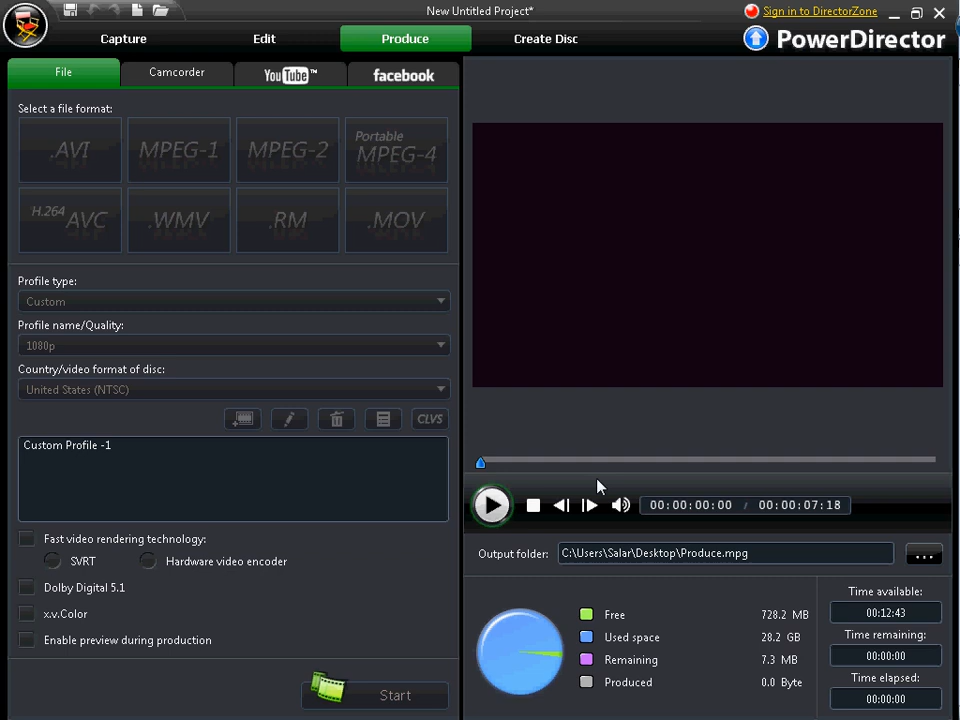 New Untitled Project*
Sign in to DirectorZone
Capture
Edit
Produce
Create Disc
PowerDirector
File
Camcorder
YouTube™
facebook
Select a file format:
.AVI
MPEG-1
MPEG-2
Portable
MPEG-4
H.264 AVC
.WMV
.RM
.MOV
Profile type:
Custom
Profile name/Quality:
1080p
Country/video format of disc:
United States (NTSC)
CLVS
Custom Profile -1
Fast video rendering technology:
SVRT
Hardware video encoder
Dolby Digital 5.1
x.v.Color
Enable preview during production
Start
00:00:00:00 / 00:00:07:18
Output folder:
C:\Users\Salar\Desktop\Produce.mpg
...
Free 728.2 MB
Used space 28.2 GB
Remaining 7.3 MB
Produced 0.0 Byte
Time available:
00:12:43
Time remaining:
00:00:00
Time elapsed:
00:00:00